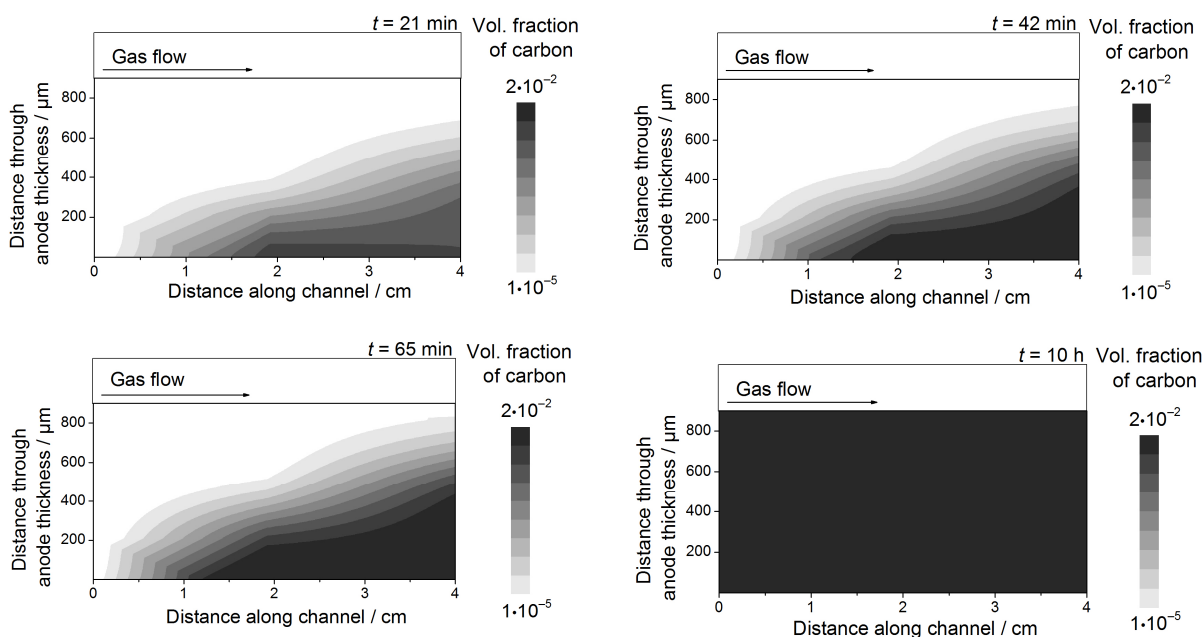 t = 21 min
Vol. fraction
of carbon
Gas flow
2•10⁻²
1•10⁻⁵
800
600
400
200
0
1
2
3
4
Distance through
anode thickness / µm
Distance along channel / cm
t = 42 min
Vol. fraction
of carbon
Gas flow
2•10⁻²
1•10⁻⁵
800
600
400
200
0
1
2
3
4
Distance through
anode thickness / µm
Distance along channel / cm
t = 65 min
Vol. fraction
of carbon
Gas flow
2•10⁻²
1•10⁻⁵
800
600
400
200
0
1
2
3
4
Distance through
anode thickness / µm
Distance along channel / cm
t = 10 h
Vol. fraction
of carbon
Gas flow
2•10⁻²
1•10⁻⁵
800
600
400
200
0
1
2
3
4
Distance through
anode thickness / µm
Distance along channel / cm